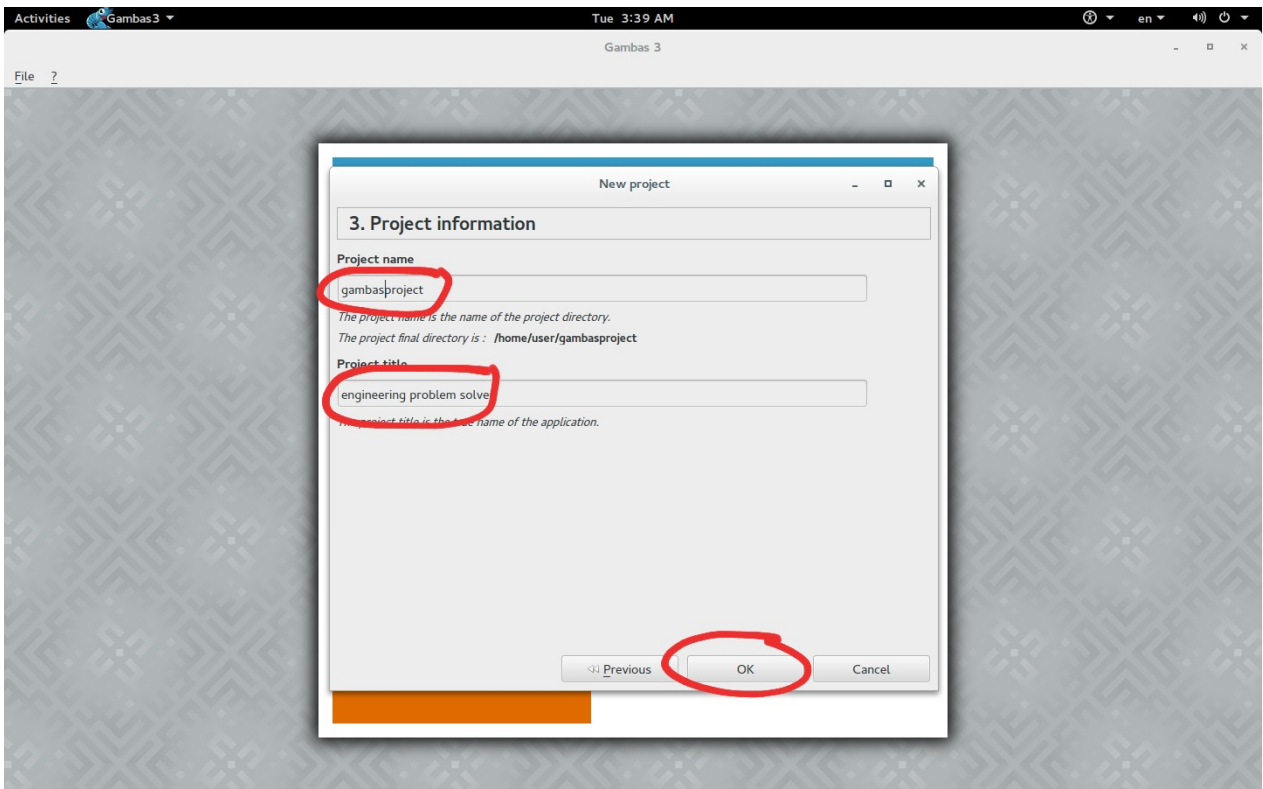 Activities Gambas3 Tue 3:39 AM en
Gambas 3
File ?
New project
3. Project information
Project name
gambasproject
The project name is the name of the project directory.
The project final directory is : /home/user/gambasproject
Project title
engineering problem solve
The project title is the true name of the application.
Previous OK Cancel